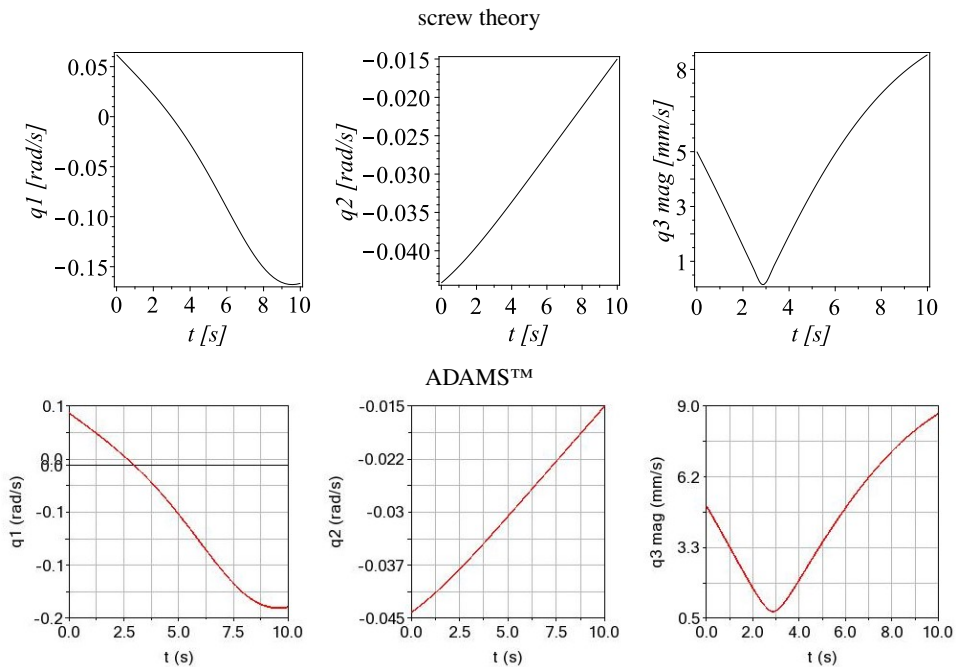 screw theory
0.05
0
−0.05
−0.10
−0.15
q1 [rad/s]
0 2 4 6 8 10
t [s]
−0.015
−0.020
−0.025
−0.030
−0.035
−0.040
q2 [rad/s]
0 2 4 6 8 10
t [s]
8
5
3
1
q3 mag [mm/s]
0 2 4 6 8 10
t [s]
ADAMS™
0.1
0.0
0.0
-0.1
-0.1
-0.2
q1 (rad/s)
0.0 2.5 5.0 7.5 10.0
t (s)
-0.015
-0.022
-0.03
-0.037
-0.045
q2 (rad/s)
0.0 2.5 5.0 7.5 10.0
t (s)
9.0
6.2
3.3
0.5
q3 mag (mm/s)
0.0 2.0 4.0 6.0 8.0 10.0
t (s)